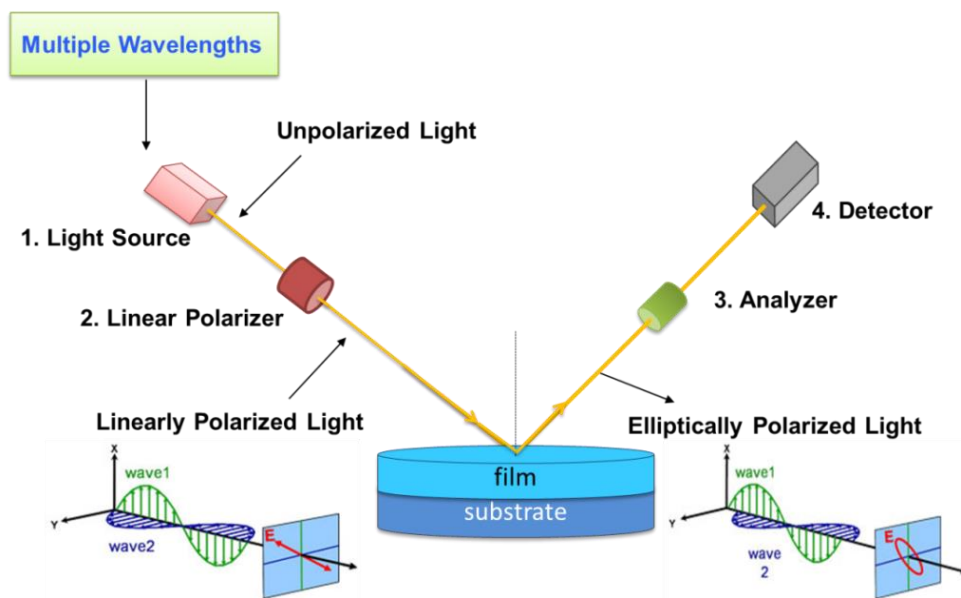 Multiple Wavelengths
Unpolarized Light
1. Light Source
4. Detector
2. Linear Polarizer
3. Analyzer
Linearly Polarized Light
Elliptically Polarized Light
film
substrate
X
wave1
Y
wave2
E
X
wave1
Y
wave
2
E